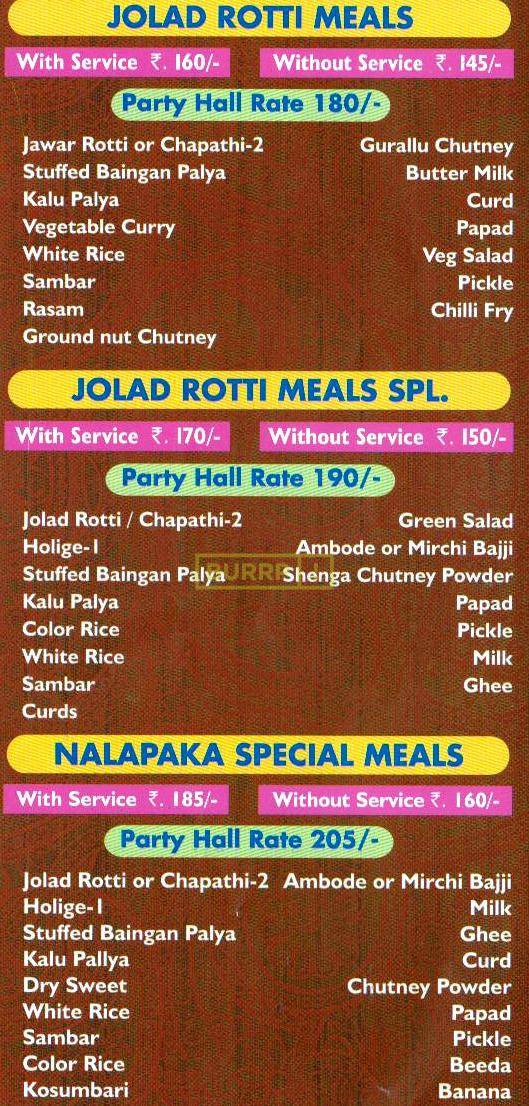 JOLAD ROTTI MEALS
With Service ₹. 160/- Without Service ₹. 145/-
Party Hall Rate 180/-
Jawar Rotti or Chapathi-2 Gurallu Chutney
Stuffed Baingan Palya Butter Milk
Kalu Palya Curd
Vegetable Curry Papad
White Rice Veg Salad
Sambar Pickle
Rasam Chilli Fry
Ground nut Chutney
JOLAD ROTTI MEALS SPL.
With Service ₹. 170/- Without Service ₹. 150/-
Party Hall Rate 190/-
Jolad Rotti / Chapathi-2 Green Salad
Holige-1 Ambode or Mirchi Bajji
Stuffed Baingan Palya Shenga Chutney Powder
Kalu Palya Papad
Color Rice Pickle
White Rice Milk
Sambar Ghee
Curds
NALAPAKA SPECIAL MEALS
With Service ₹. 185/- Without Service ₹. 160/-
Party Hall Rate 205/-
Jolad Rotti or Chapathi-2 Ambode or Mirchi Bajji
Holige-1 Milk
Stuffed Baingan Palya Ghee
Kalu Pallya Curd
Dry Sweet Chutney Powder
White Rice Papad
Sambar Pickle
Color Rice Beeda
Kosumbari Banana